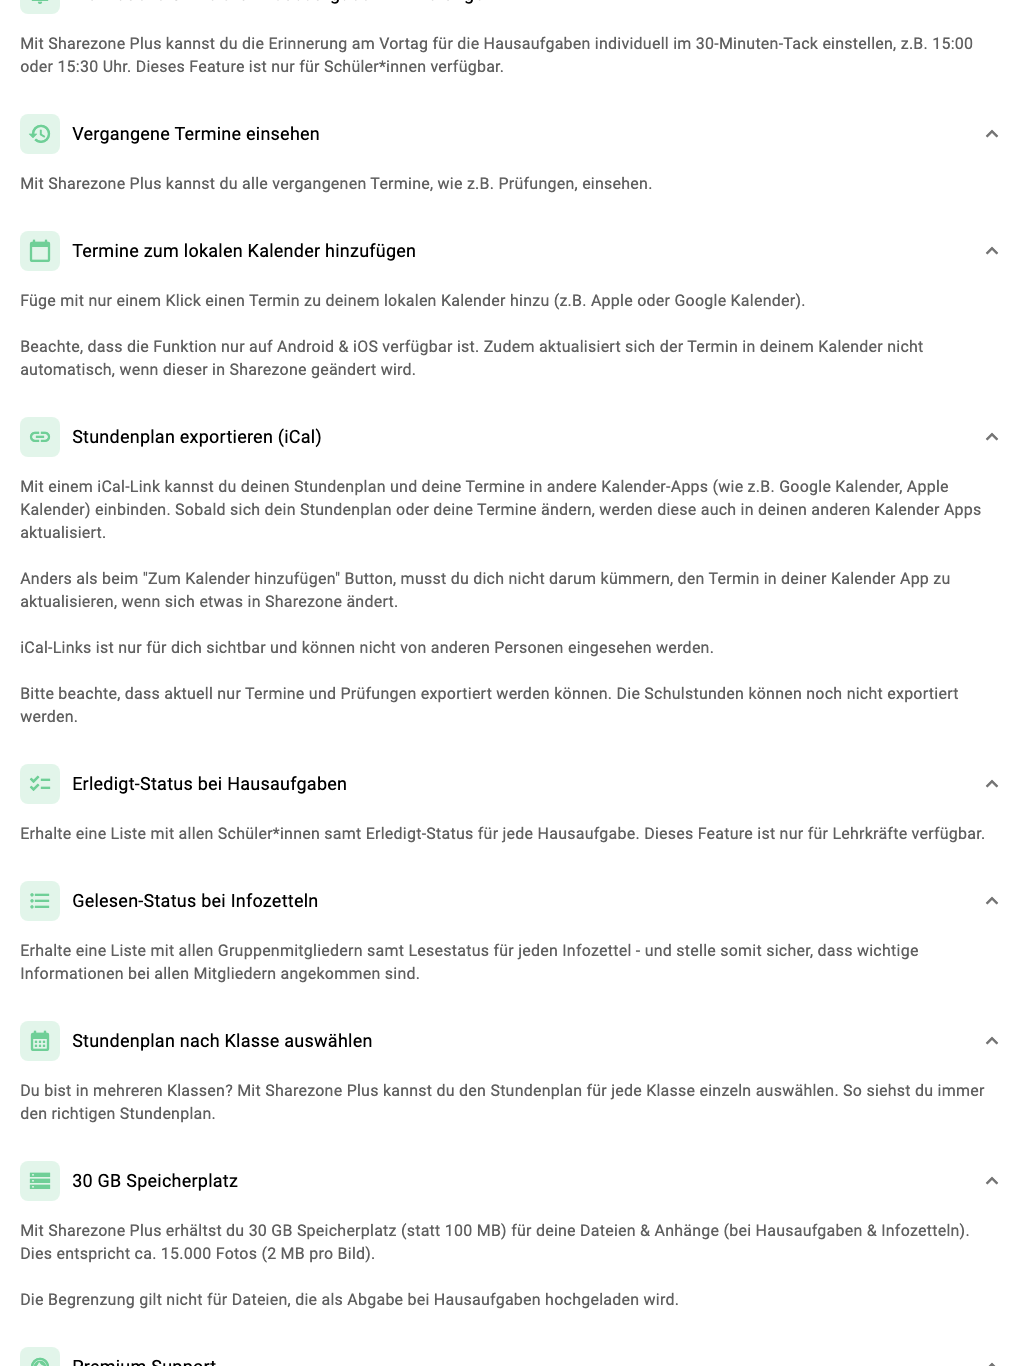 Mit Sharezone Plus kannst du die Erinnerung am Vortag für die Hausaufgaben individuell im 30-Minuten-Tack einstellen, z.B. 15:00
oder 15:30 Uhr. Dieses Feature ist nur für Schüler*innen verfügbar.
Vergangene Termine einsehen
Mit Sharezone Plus kannst du alle vergangenen Termine, wie z.B. Prüfungen, einsehen.
Termine zum lokalen Kalender hinzufügen
Füge mit nur einem Klick einen Termin zu deinem lokalen Kalender hinzu (z.B. Apple oder Google Kalender).
Beachte, dass die Funktion nur auf Android & iOS verfügbar ist. Zudem aktualisiert sich der Termin in deinem Kalender nicht
automatisch, wenn dieser in Sharezone geändert wird.
Stundenplan exportieren (iCal)
Mit einem iCal-Link kannst du deinen Stundenplan und deine Termine in andere Kalender-Apps (wie z.B. Google Kalender, Apple
Kalender) einbinden. Sobald sich dein Stundenplan oder deine Termine ändern, werden diese auch in deinen anderen Kalender Apps
aktualisiert.
Anders als beim "Zum Kalender hinzufügen" Button, musst du dich nicht darum kümmern, den Termin in deiner Kalender App zu
aktualisieren, wenn sich etwas in Sharezone ändert.
iCal-Links ist nur für dich sichtbar und können nicht von anderen Personen eingesehen werden.
Bitte beachte, dass aktuell nur Termine und Prüfungen exportiert werden können. Die Schulstunden können noch nicht exportiert
werden.
Erledigt-Status bei Hausaufgaben
Erhalte eine Liste mit allen Schüler*innen samt Erledigt-Status für jede Hausaufgabe. Dieses Feature ist nur für Lehrkräfte verfügbar.
Gelesen-Status bei Infozetteln
Erhalte eine Liste mit allen Gruppenmitgliedern samt Lesestatus für jeden Infozettel - und stelle somit sicher, dass wichtige
Informationen bei allen Mitgliedern angekommen sind.
Stundenplan nach Klasse auswählen
Du bist in mehreren Klassen? Mit Sharezone Plus kannst du den Stundenplan für jede Klasse einzeln auswählen. So siehst du immer
den richtigen Stundenplan.
30 GB Speicherplatz
Mit Sharezone Plus erhältst du 30 GB Speicherplatz (statt 100 MB) für deine Dateien & Anhänge (bei Hausaufgaben & Infozetteln).
Dies entspricht ca. 15.000 Fotos (2 MB pro Bild).
Die Begrenzung gilt nicht für Dateien, die als Abgabe bei Hausaufgaben hochgeladen wird.
Premium Support